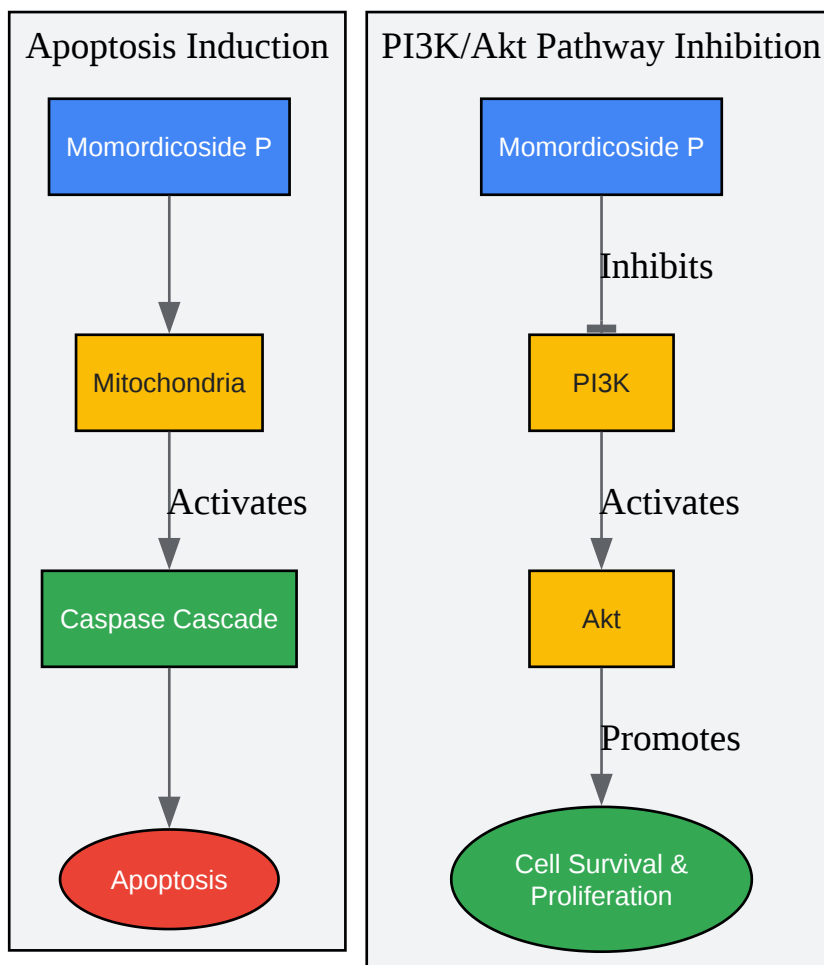 Apoptosis Induction
Momordicoside P
Mitochondria
Activates
Caspase Cascade
Apoptosis
PI3K/Akt Pathway Inhibition
Momordicoside P
Inhibits
PI3K
Activates
Akt
Promotes
Cell Survival &
Proliferation